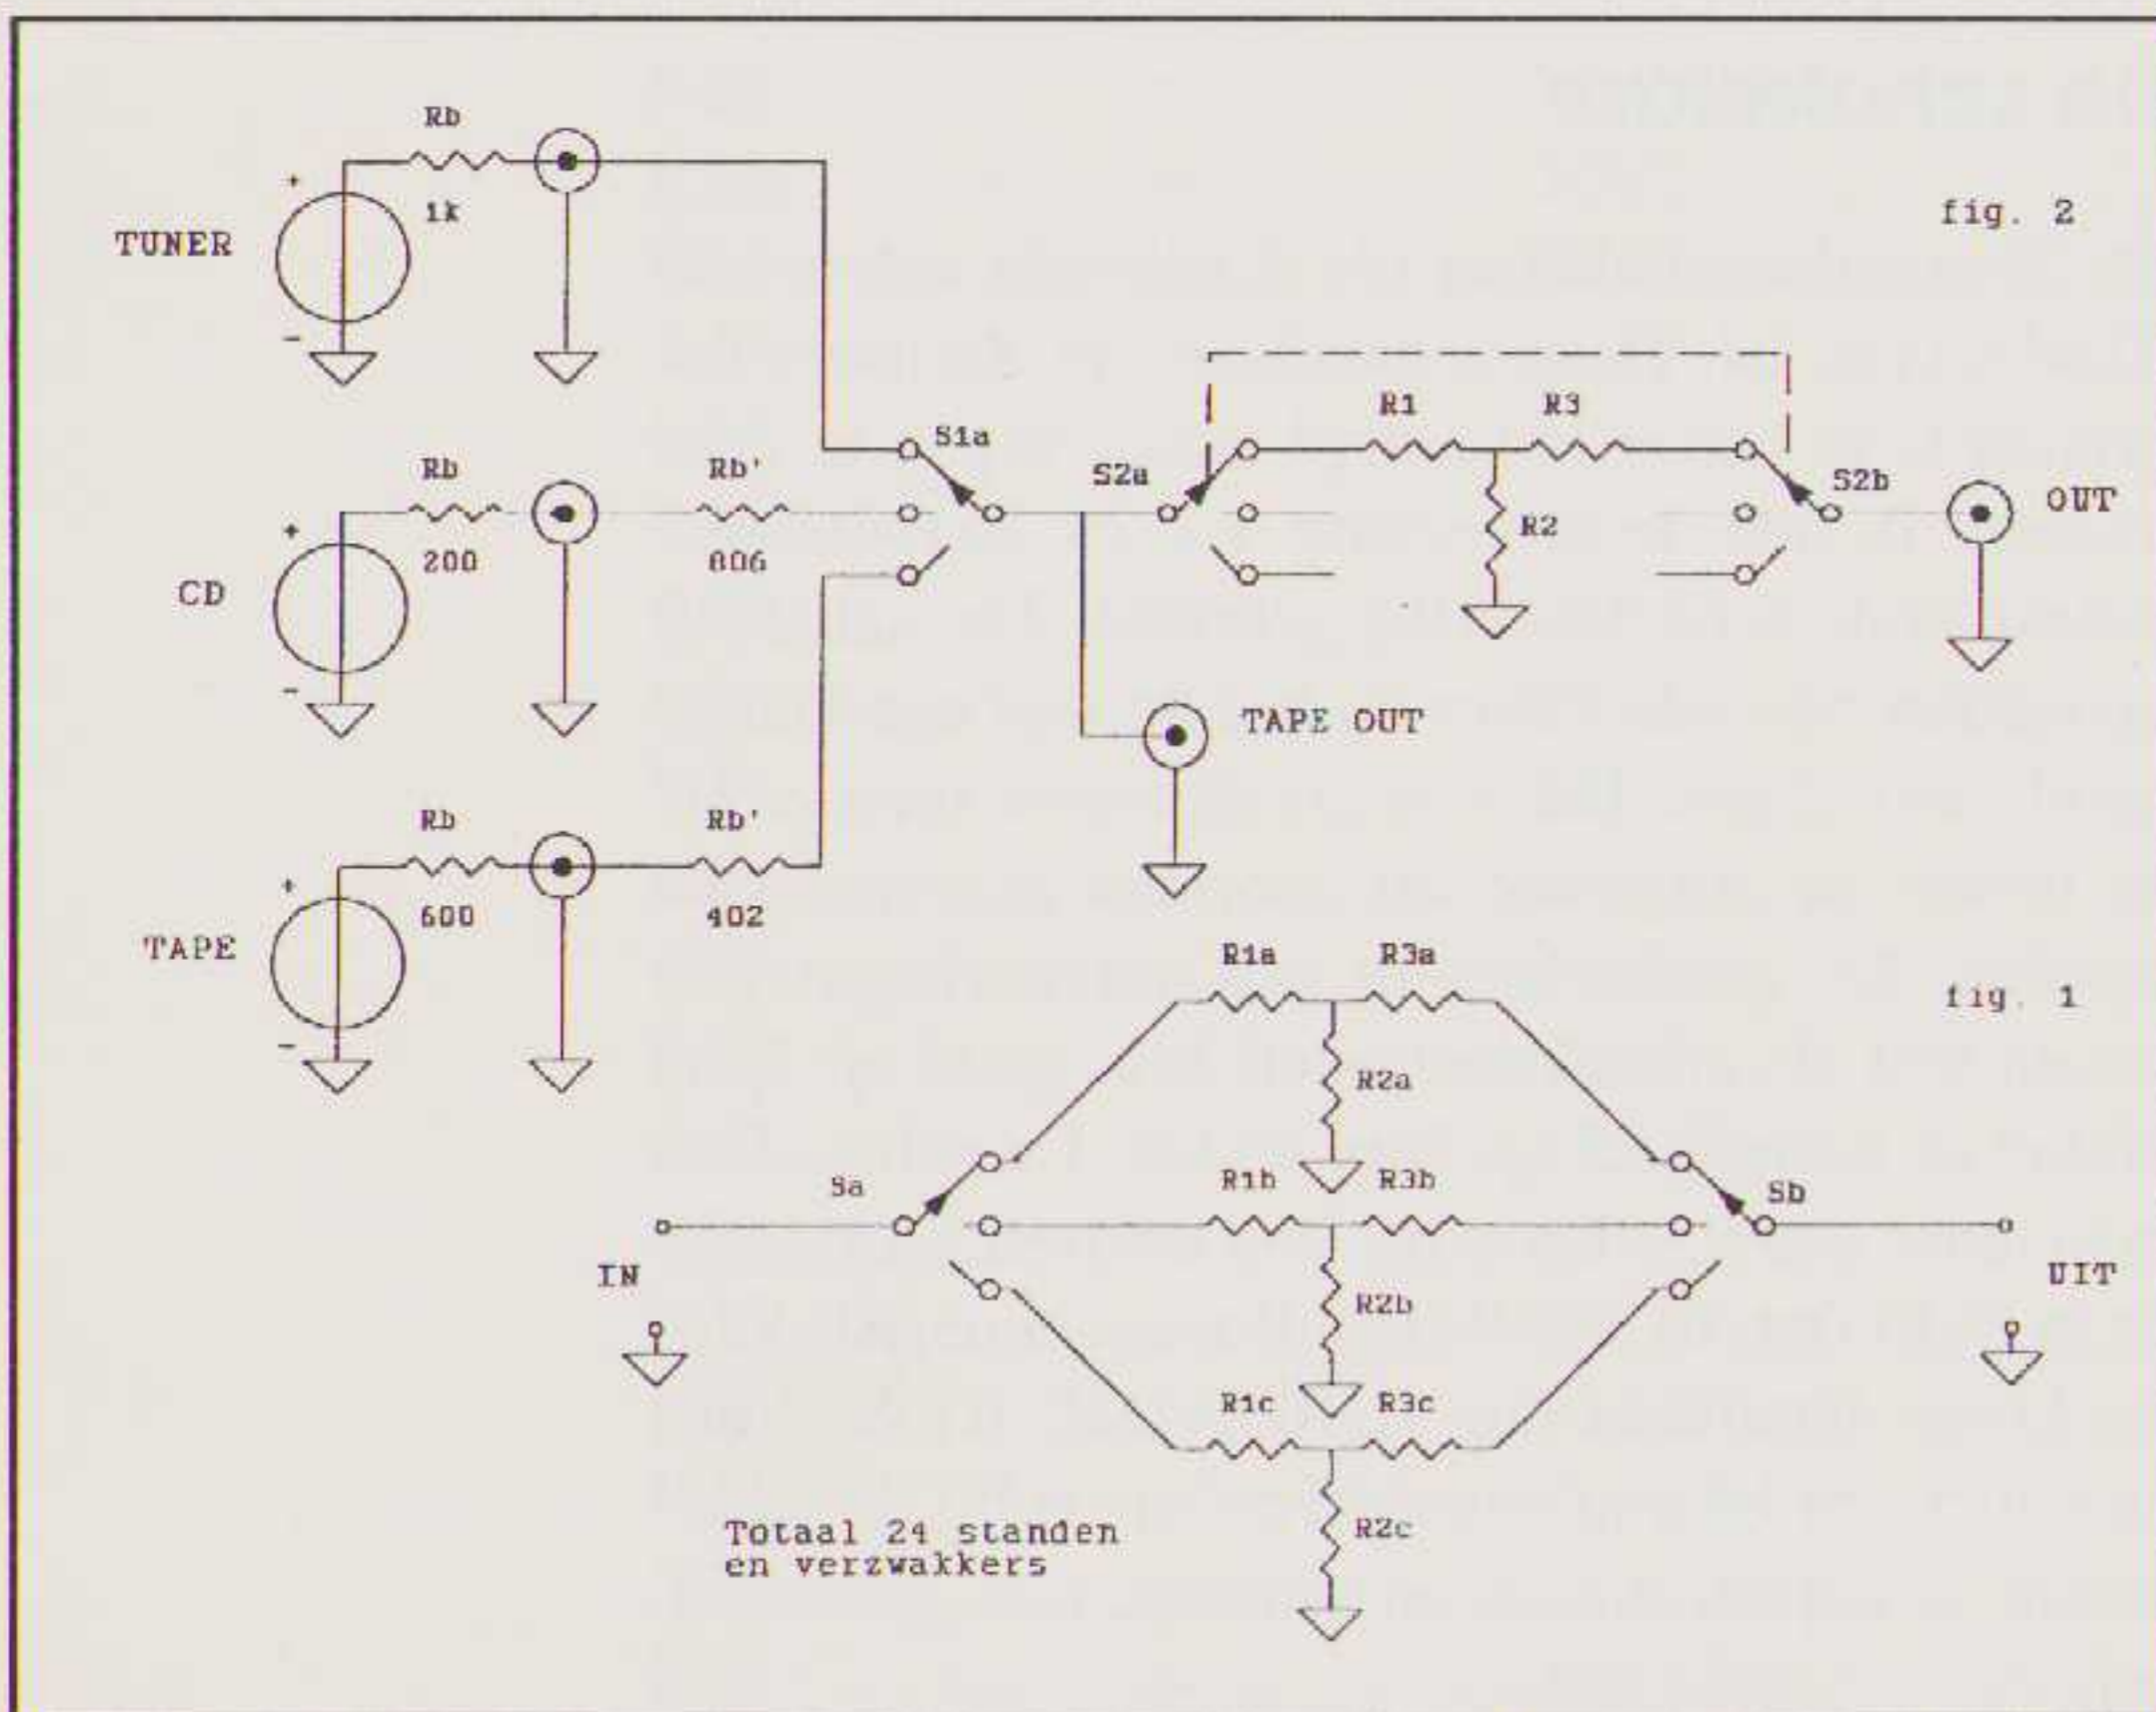 fig. 2
Rb
1k
+
-
TUNER
S1a
Rb
200
Rb'
806
+
-
CD
S2a
R1
R3
R2
S2b
OUT
TAPE OUT
Rb
600
Rb'
402
+
-
TAPE
fig. 1
R1a
R3a
R2a
Sa
R1b
R3b
Sb
IN
R2b
UIT
R1c
R3c
R2c
Totaal 24 standen
en verzwakkers